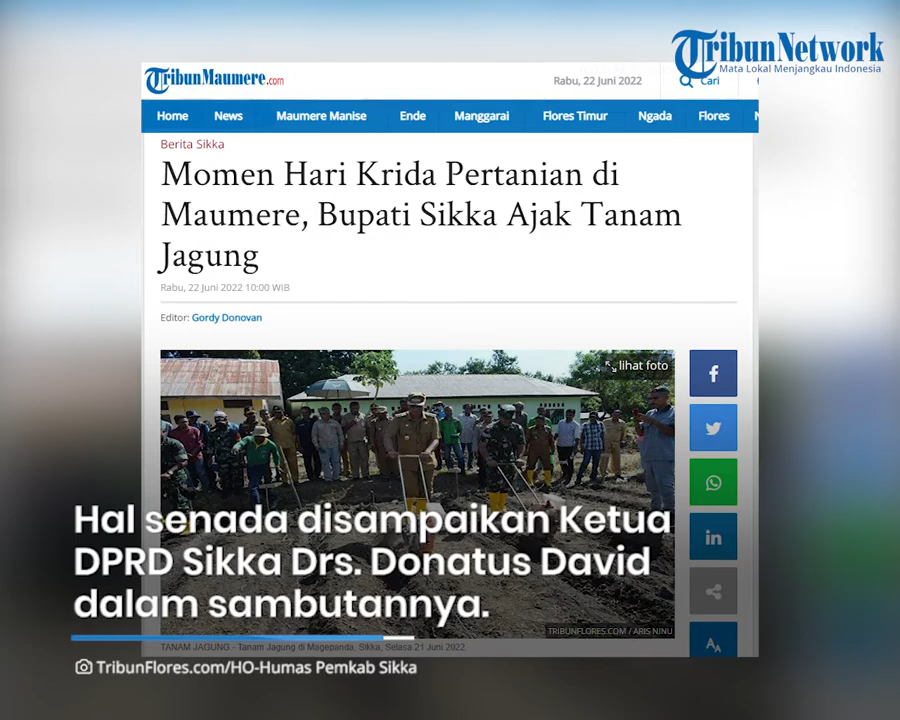 Tribun Network
Mata Lokal Menjangkau Indonesia
TribunMaumere.com
Rabu, 22 Juni 2022
Cari
Home News Maumere Manise Ende Manggarai Flores Timur Ngada Flores
Berita Sikka
Momen Hari Krida Pertanian di
Maumere, Bupati Sikka Ajak Tanam
Jagung
Rabu, 22 Juni 2022 10:00 WIB
Editor: Gordy Donovan
lihat foto
Hal senada disampaikan Ketua
DPRD Sikka Drs. Donatus David
dalam sambutannya.
TRIBUNFLORES.COM / ARIS NINU
TANAM JAGUNG - Tanam Jagung di Magepanda, Sikka, Selasa 21 Juni 2022.
TribunFlores.com/HO-Humas Pemkab Sikka